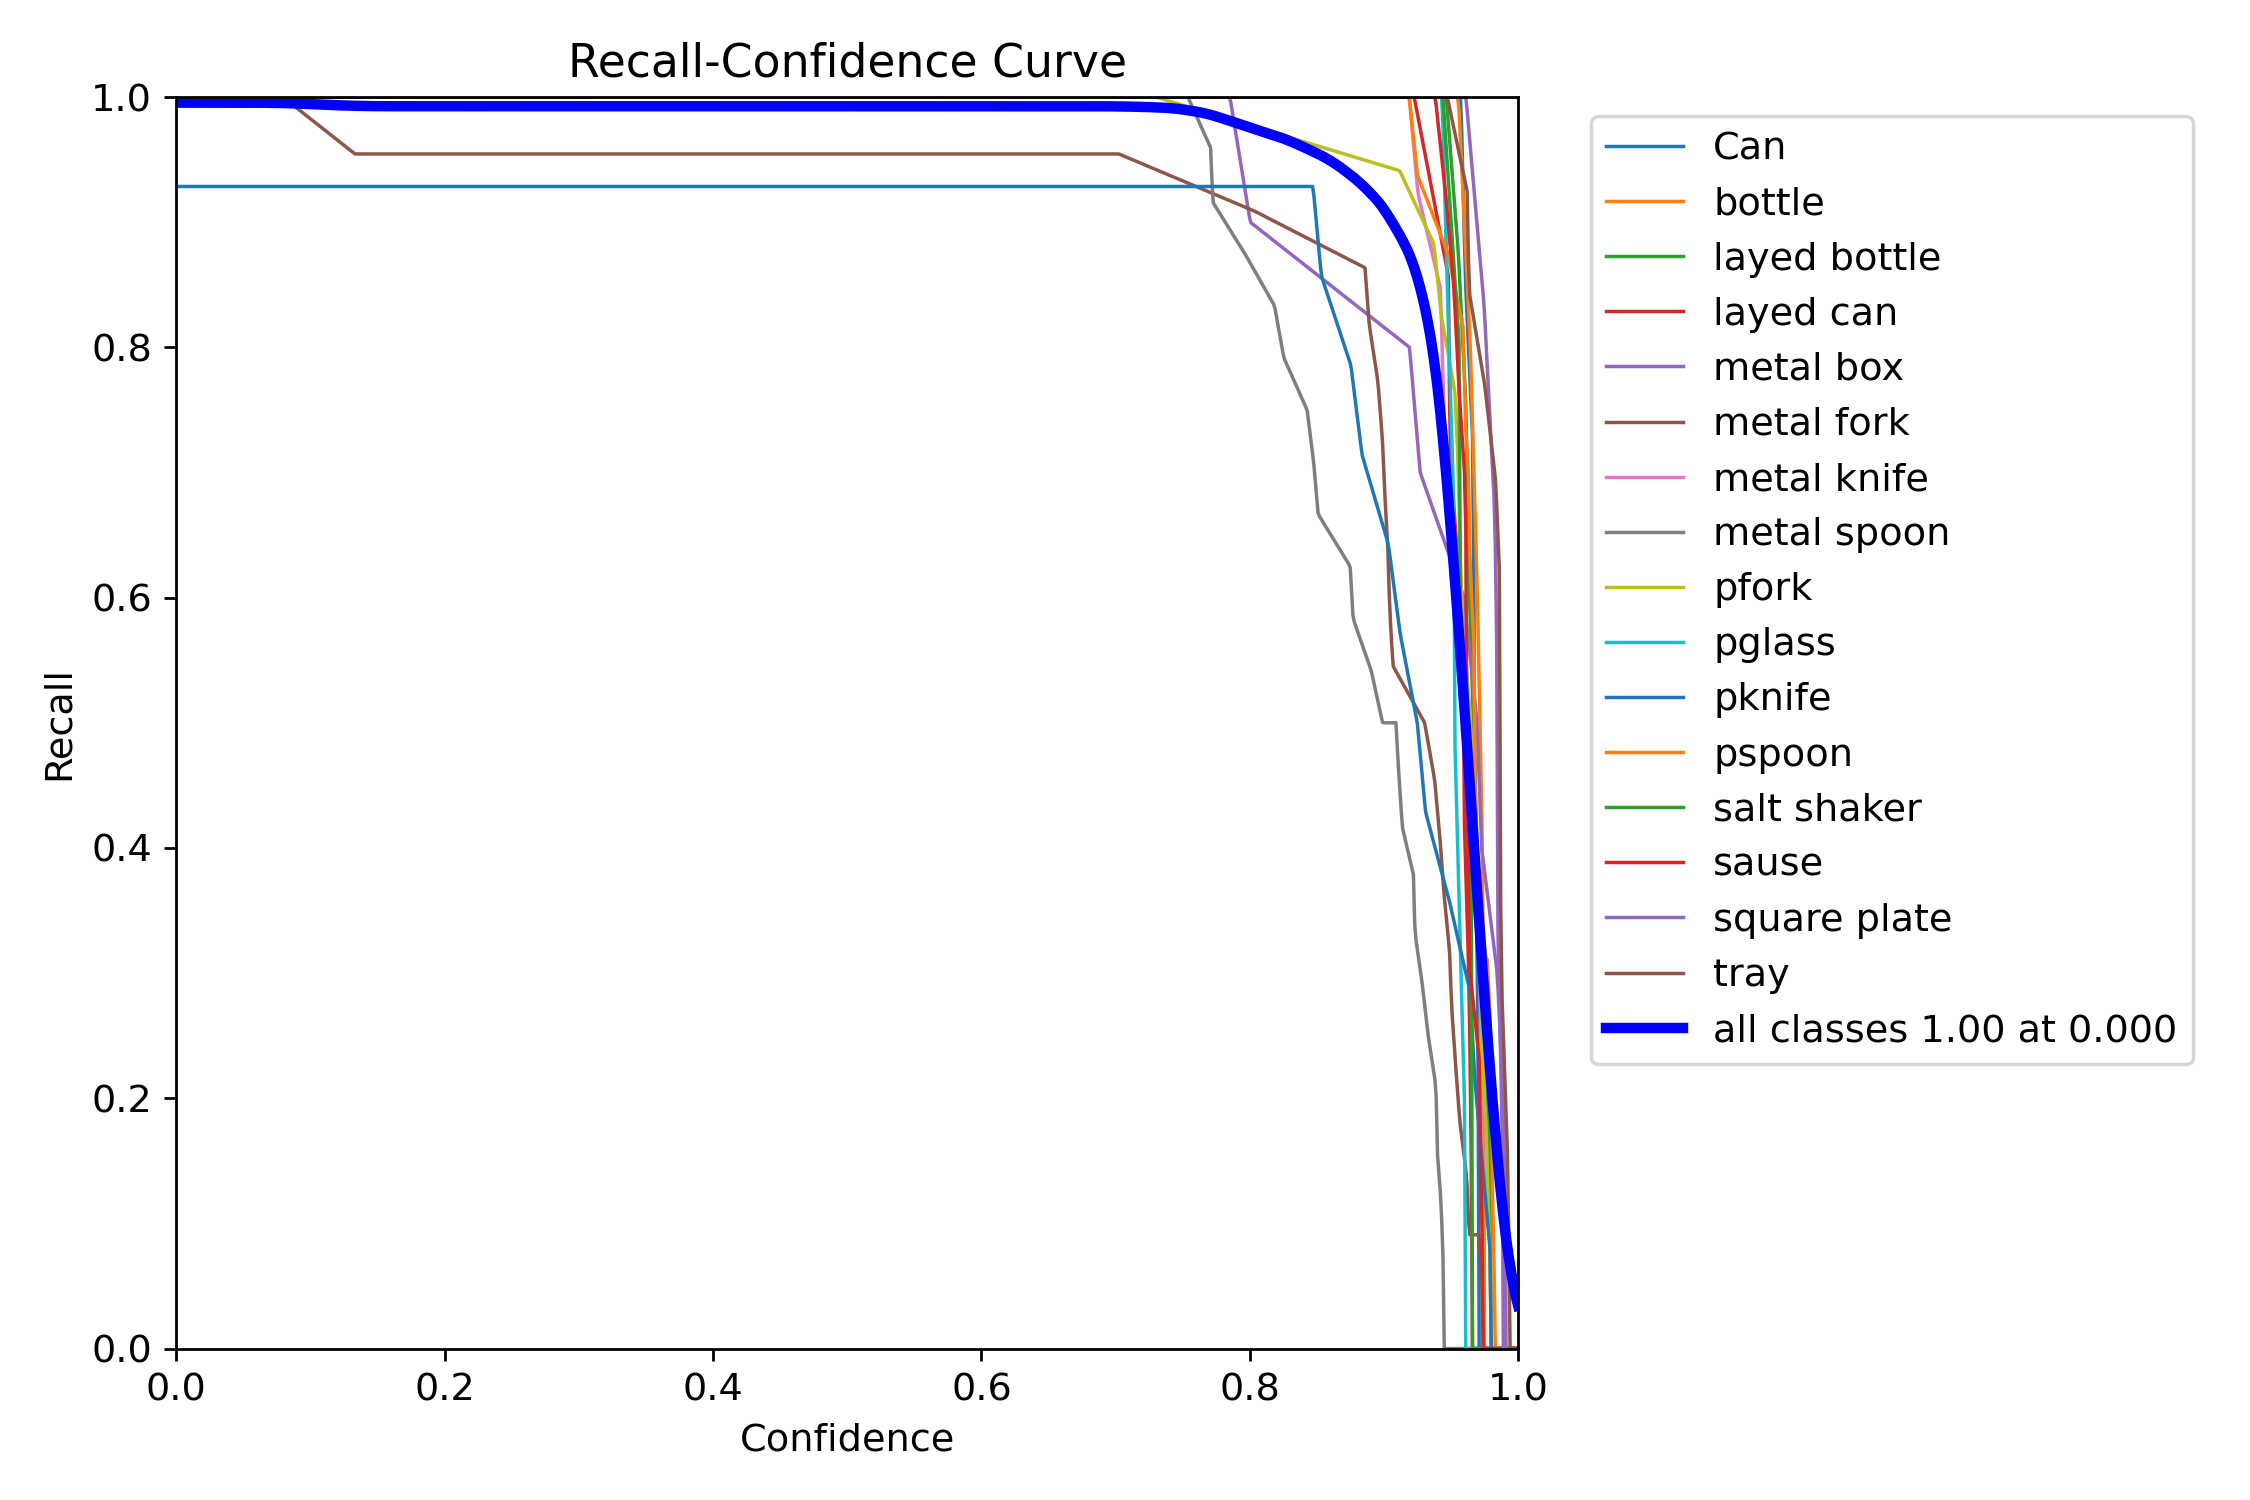 Recall-Confidence Curve
1.0
0.8
0.6
0.4
0.2
0.0
Recall
0.0 0.2 0.4 0.6 0.8 1.0
Confidence
Can
bottle
layed bottle
layed can
metal box
metal fork
metal knife
metal spoon
pfork
pglass
pknife
pspoon
salt shaker
sause
square plate
tray
all classes 1.00 at 0.000